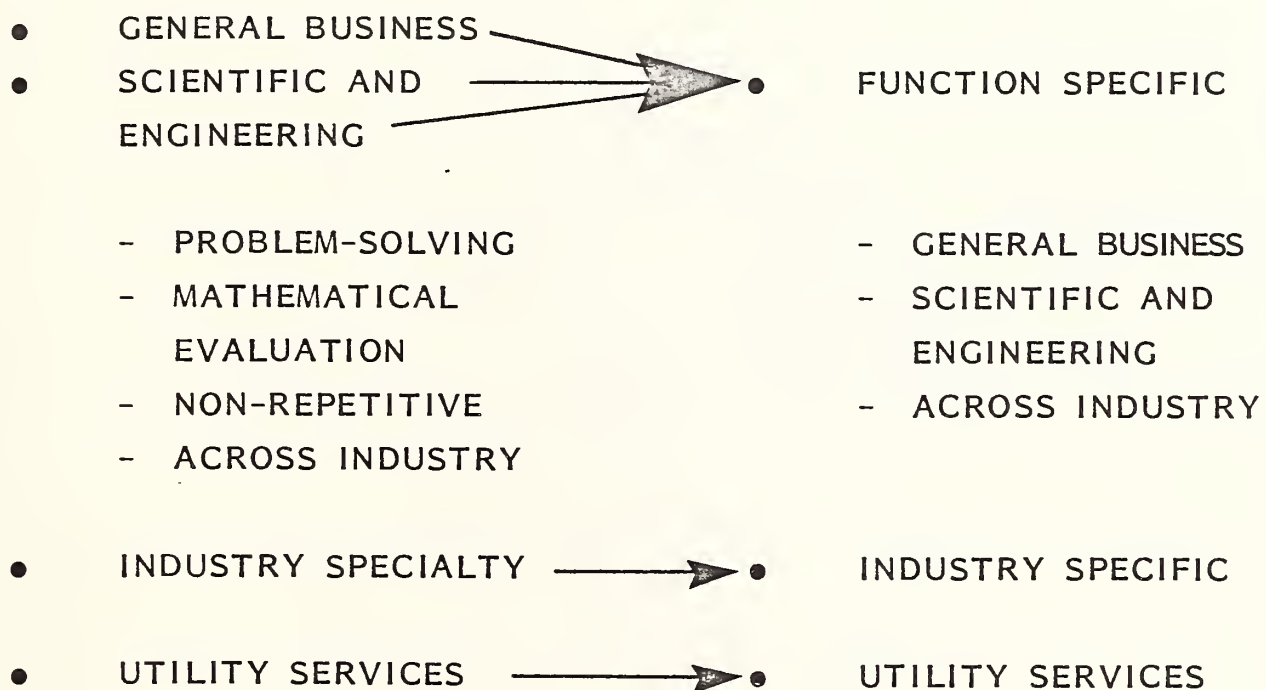 • GENERAL BUSINESS
• SCIENTIFIC AND
ENGINEERING
- PROBLEM-SOLVING
- MATHEMATICAL
EVALUATION
- NON-REPETITIVE
- ACROSS INDUSTRY
• FUNCTION SPECIFIC
- GENERAL BUSINESS
- SCIENTIFIC AND
ENGINEERING
- ACROSS INDUSTRY
• INDUSTRY SPECIALTY
• INDUSTRY SPECIFIC
• UTILITY SERVICES
• UTILITY SERVICES